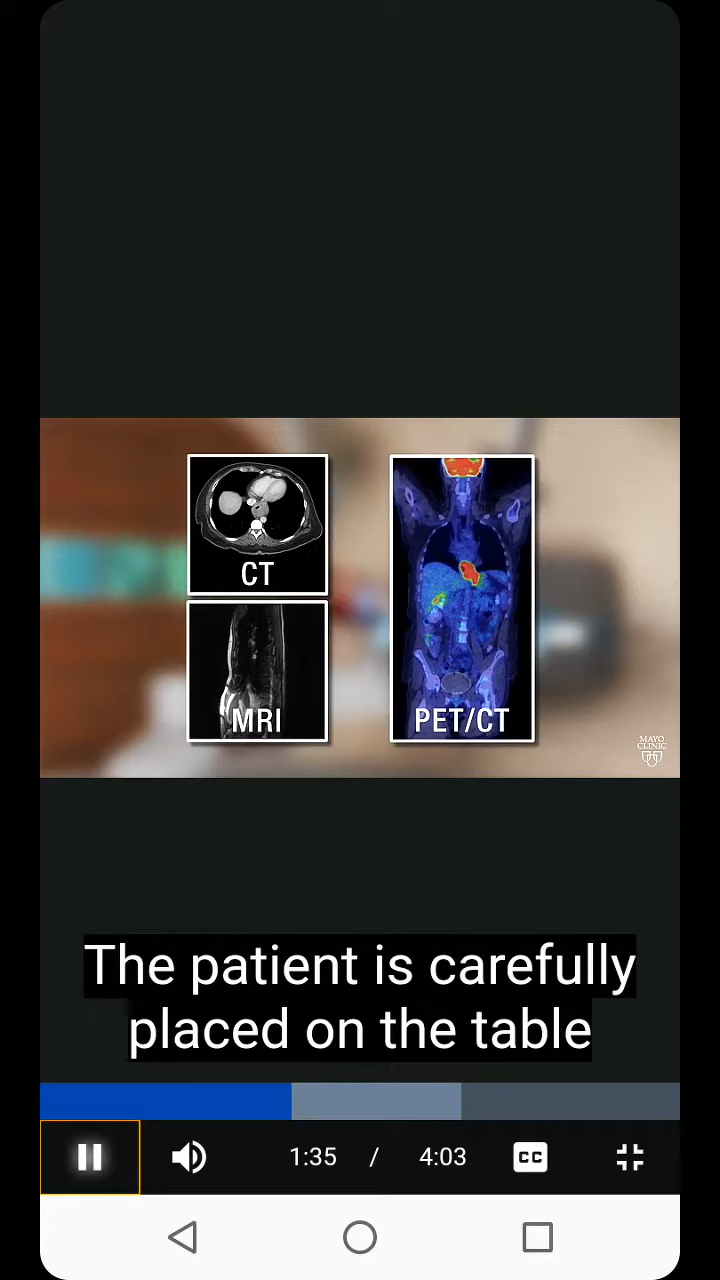 CT
MRI
PET/CT
MAYO
CLINIC
The patient is carefully
placed on the table
1:35 / 4:03
CC